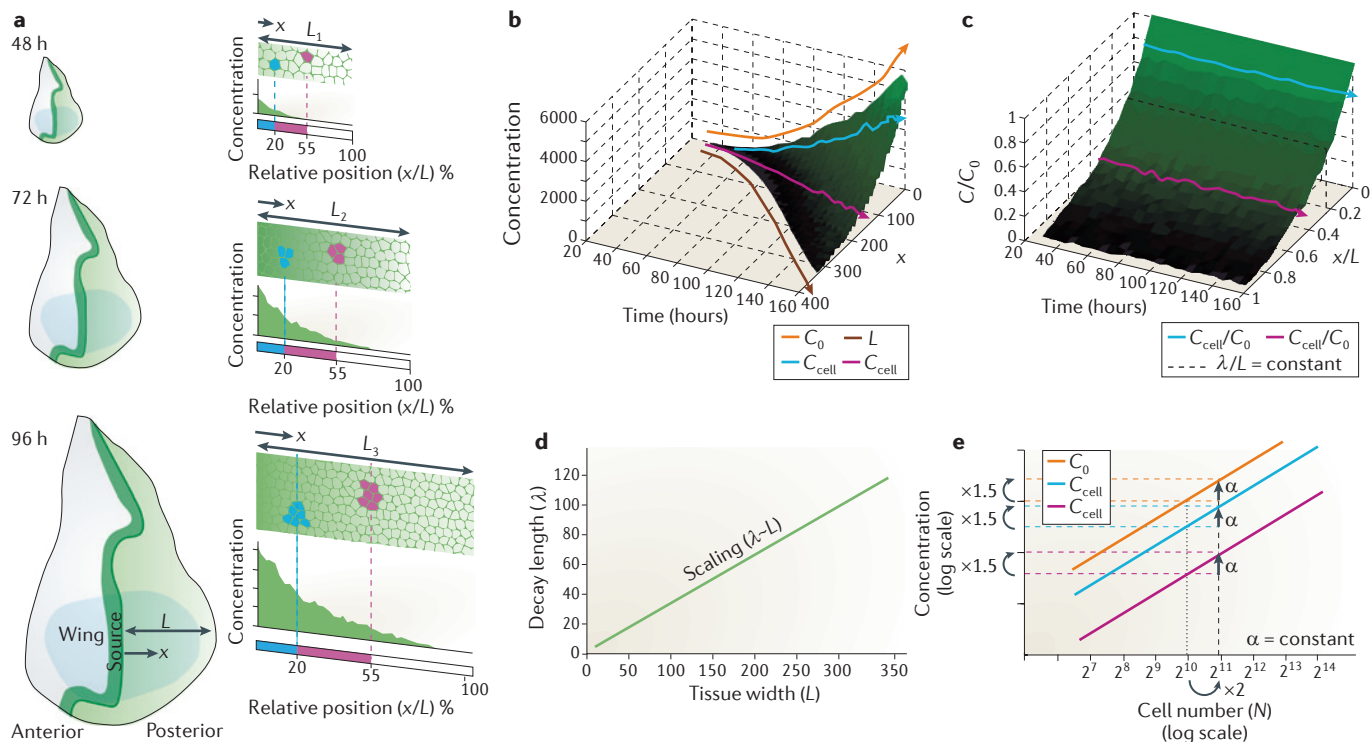 a
48 h
x
L1
Concentration
20
55
100
Relative position (x/L) %
72 h
x
L2
Concentration
20
55
100
Relative position (x/L) %
96 h
x
L3
Concentration
20
55
100
Relative position (x/L) %
Wing
Source
L
x
Anterior
Posterior
b
Concentration
6000
5000
4000
3000
2000
1000
0
20
40
60
80
100
120
140
160
Time (hours)
0
100
200
300
400
x
C0
L
Ccell
Ccell
c
C/C0
1
0.8
0.6
0.4
0.2
0
20
40
60
80
100
120
140
160
Time (hours)
0
0.2
0.4
0.6
0.8
1
x/L
Ccell/C0
Ccell/C0
λ/L = constant
d
Decay length (λ)
120
100
80
60
40
20
0
Scaling (λ~L)
0
50
100
150
200
250
300
350
Tissue width (L)
e
C0
Ccell
Ccell
Concentration
(log scale)
×1.5
×1.5
×1.5
α
α
α
α = constant
2^7
2^8
2^9
2^10
2^11
2^12
2^13
2^14
×2
Cell number (N)
(log scale)